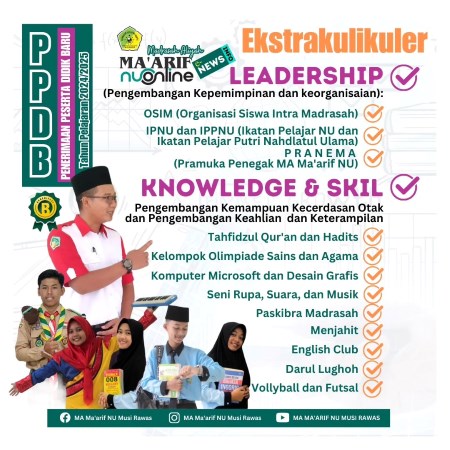 PPDB
PENERIMAAN PESERTA DIDIK BARU
Tahun Pelajaran 2024/2025
Madrasah Aliyah
MA'ARIF
nuonline
NEWS
INFO
Ekstrakulikuler
LEADERSHIP
(Pengembangan Kepemimpinan dan keorganisaian):
OSIM (Organisasi Siswa Intra Madrasah)
IPNU dan IPPNU (Ikatan Pelajar NU dan
Ikatan Pelajar Putri Nahdlatul Ulama)
P R A N E M A
(Pramuka Penegak MA Ma'arif NU)
KNOWLEDGE & SKIL
Pengembangan Kemampuan Kecerdasan Otak
dan Pengembangan Keahlian dan Keterampilan
Tahfidzul Qur'an dan Hadits
Kelompok Olimpiade Sains dan Agama
Komputer Microsoft dan Desain Grafis
Seni Rupa, Suara, dan Musik
Paskibra Madrasah
Menjahit
English Club
Darul Lughoh
Vollyball dan Futsal
MA Ma'arif NU Musi Rawas
MA Ma'arif NU Musi Rawas
MA MA'ARIF NU MUSI RAWAS